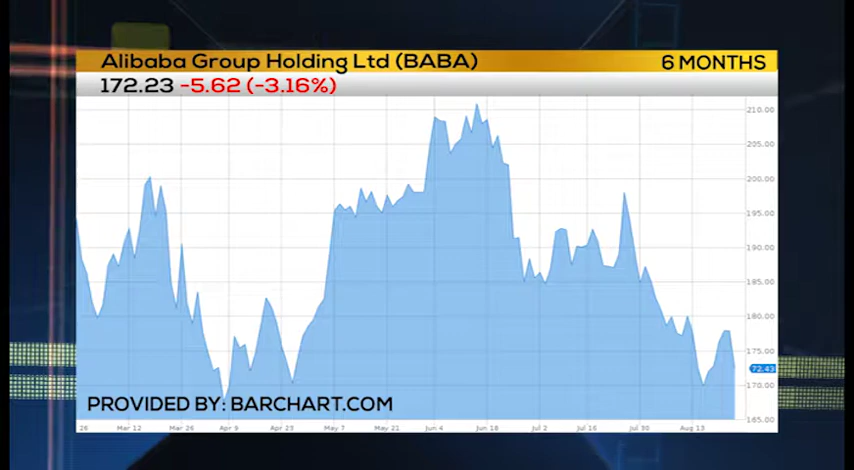 Alibaba Group Holding Ltd (BABA) 6 MONTHS
172.23 -5.62 (-3.16%)
210.00
205.00
200.00
195.00
190.00
185.00
180.00
175.00
72.43
170.00
165.00
PROVIDED BY: BARCHART.COM
26 Mar 12 Mar 26 Apr 9 Apr 23 May 7 May 21 Jun 4 Jun 18 Jul 2 Jul 16 Jul 30 Aug 13